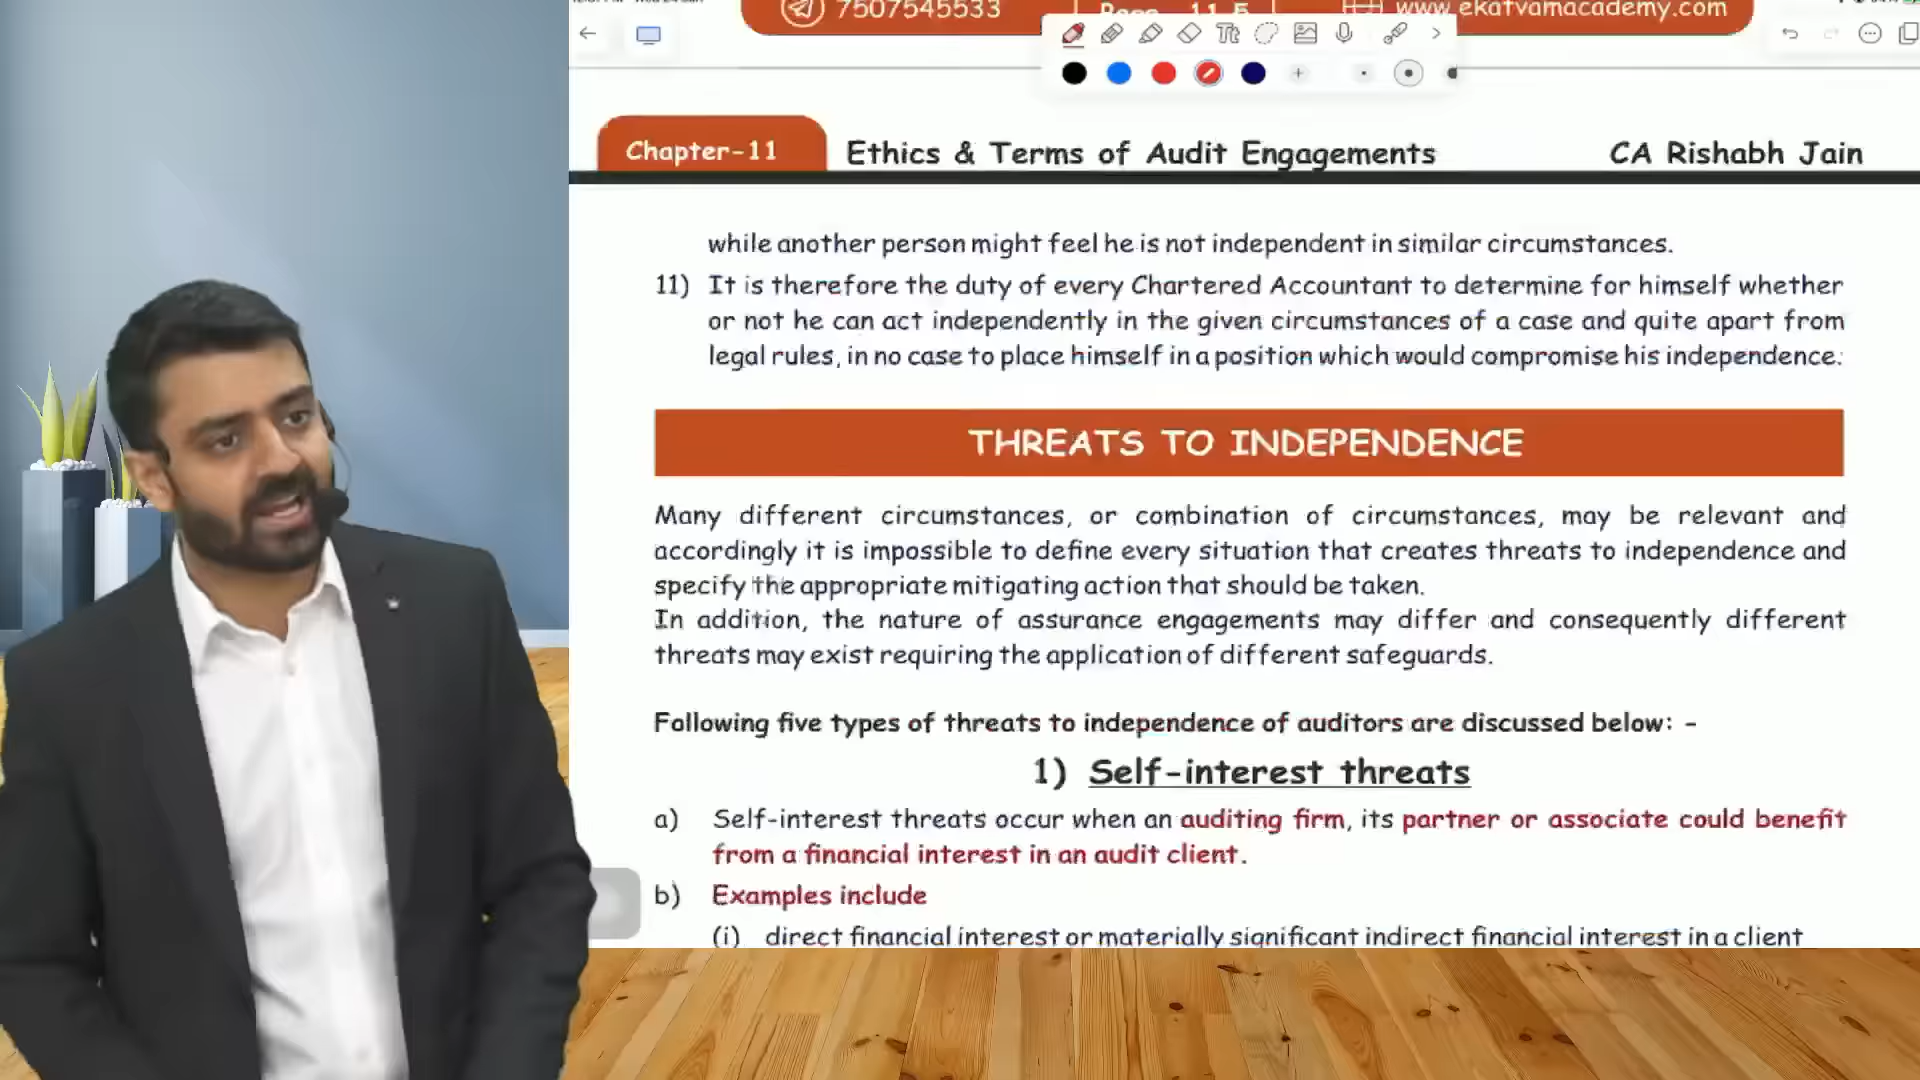 7507545533
Page 11.5
www.ekatvamacademy.com
Chapter-11
Ethics & Terms of Audit Engagements
CA Rishabh Jain
while another person might feel he is not independent in similar circumstances.
11) It is therefore the duty of every Chartered Accountant to determine for himself whether
or not he can act independently in the given circumstances of a case and quite apart from
legal rules, in no case to place himself in a position which would compromise his independence.
THREATS TO INDEPENDENCE
Many different circumstances, or combination of circumstances, may be relevant and
accordingly it is impossible to define every situation that creates threats to independence and
specify the appropriate mitigating action that should be taken.
In addition, the nature of assurance engagements may differ and consequently different
threats may exist requiring the application of different safeguards.
Following five types of threats to independence of auditors are discussed below: -
1) Self-interest threats
a) Self-interest threats occur when an auditing firm, its partner or associate could benefit
from a financial interest in an audit client.
b) Examples include
(i) direct financial interest or materially significant indirect financial interest in a client